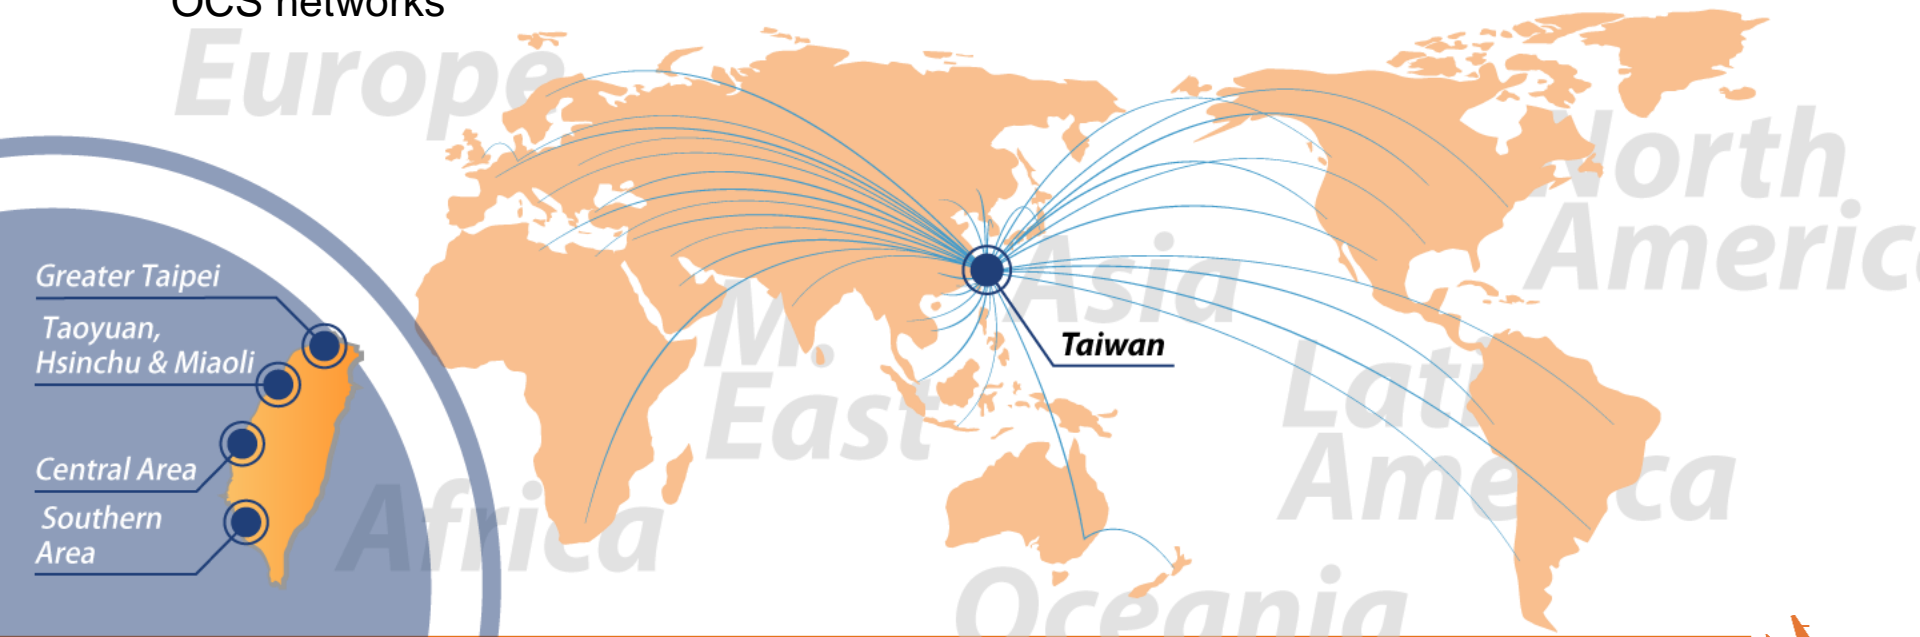 OCS networks
Europe
North
America
Greater Taipei
Taoyuan,
Hsinchu & Miaoli
Asia
M.
East
Taiwan
Latin
America
Central Area
Southern
Area
Africa
Oceania